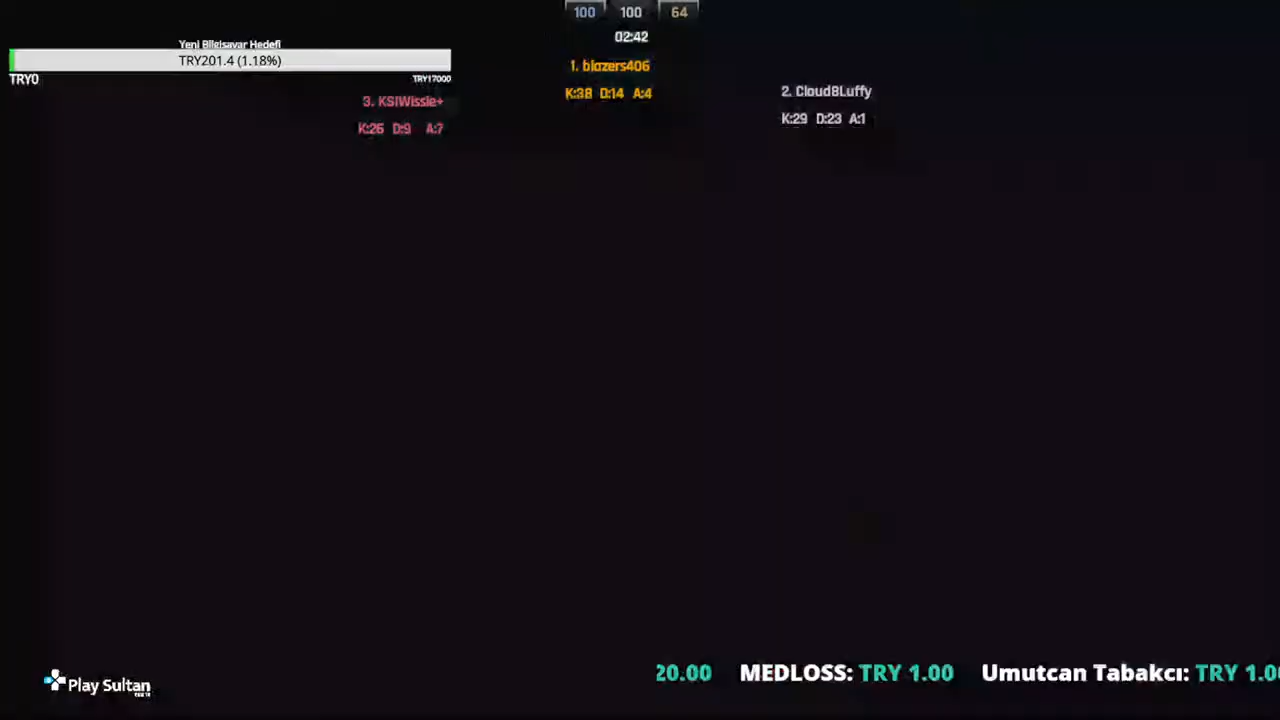 100 100 64
02:42
Yeni Bilgisayar Hedefi
TRY201.4 (1.18%)
TRY0 TRY17000
1. blazers406
K:38 D:14 A:4
2. Cloud8Luffy
K:29 D:23 A:1
3. KSIWissle+
K:26 D:9 A:7
20.00 MEDLOSS: TRY 1.00 Umutcan Tabakcı: TRY 1.00
Play Sultan